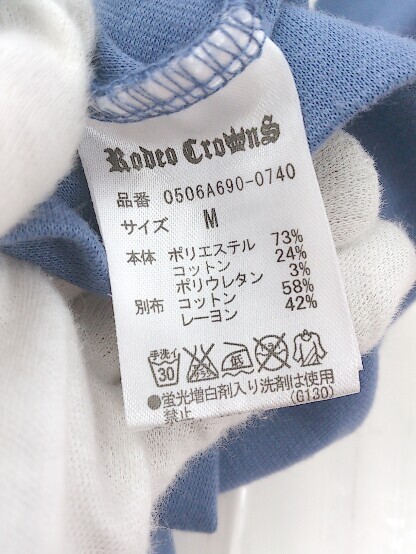 Rodeo Crowns
品番 0506A690-0740
サイズ M
本体 ポリエステル 73%
コットン 24%
ポリウレタン 3%
別布 コットン 58%
レーヨン 42%
手洗イ
30
●蛍光増白剤入り洗剤は使用
禁止 (G130)